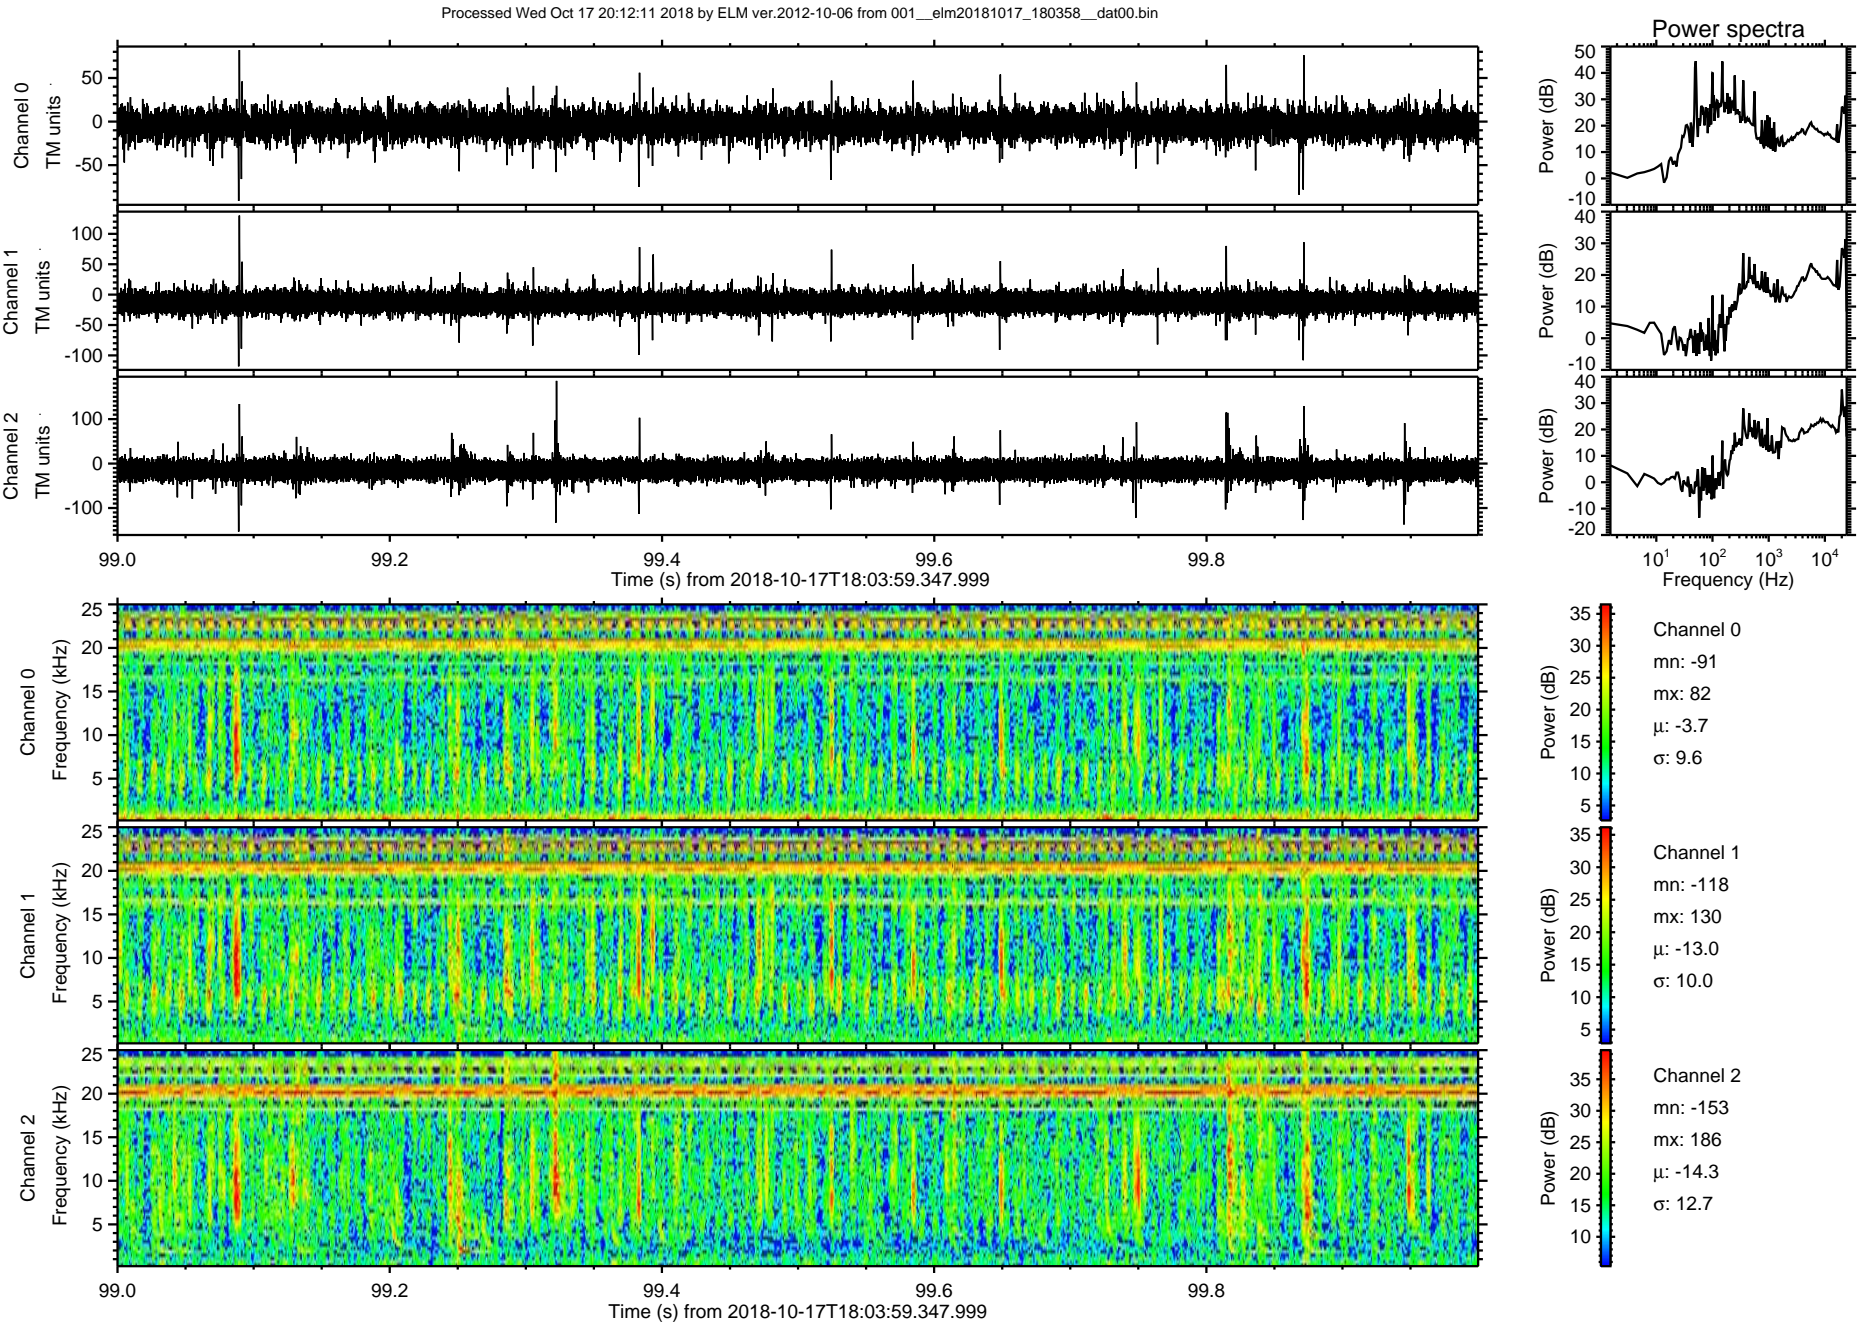 Processed Wed Oct 17 20:12:11 2018 by ELM ver.2012-10-06 from 001__elm20181017_180358__dat00.bin
Power spectra
Channel 0
TM units
50
0
-50
Power (dB)
50
40
30
20
10
0
-10
Channel 1
TM units
100
50
0
-50
-100
Power (dB)
40
30
20
10
0
-10
Channel 2
TM units
100
0
-100
Power (dB)
40
30
20
10
0
-10
-20
99.0 99.2 99.4 99.6 99.8
Time (s) from 2018-10-17T18:03:59.347.999
10¹ 10² 10³ 10⁴
Frequency (Hz)
Channel 0
Frequency (kHz)
25
20
15
10
5
Power (dB)
35
30
25
20
15
10
5
Channel 0
mn: -91
mx: 82
μ: -3.7
σ: 9.6
Channel 1
Frequency (kHz)
25
20
15
10
5
Power (dB)
35
30
25
20
15
10
5
Channel 1
mn: -118
mx: 130
μ: -13.0
σ: 10.0
Channel 2
Frequency (kHz)
25
20
15
10
5
Power (dB)
35
30
25
20
15
10
Channel 2
mn: -153
mx: 186
μ: -14.3
σ: 12.7
99.0 99.2 99.4 99.6 99.8
Time (s) from 2018-10-17T18:03:59.347.999